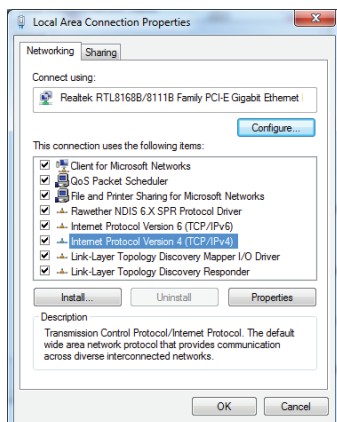 Local Area Connection Properties
Networking Sharing
Connect using:
Realtek RTL8168B/8111B Family PCI-E Gigabit Ethernet
Configure...
This connection uses the following items:
Client for Microsoft Networks
QoS Packet Scheduler
File and Printer Sharing for Microsoft Networks
Rawether NDIS 6.X SPR Protocol Driver
Internet Protocol Version 6 (TCP/IPv6)
Internet Protocol Version 4 (TCP/IPv4)
Link-Layer Topology Discovery Mapper I/O Driver
Link-Layer Topology Discovery Responder
Install... Uninstall Properties
Description
Transmission Control Protocol/Internet Protocol. The default
wide area network protocol that provides communication
across diverse interconnected networks.
OK Cancel